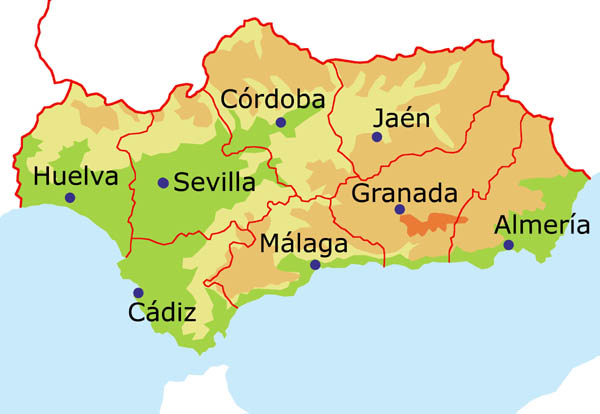 Córdoba
Jaén
Huelva
Sevilla
Granada
Almería
Málaga
Cádiz